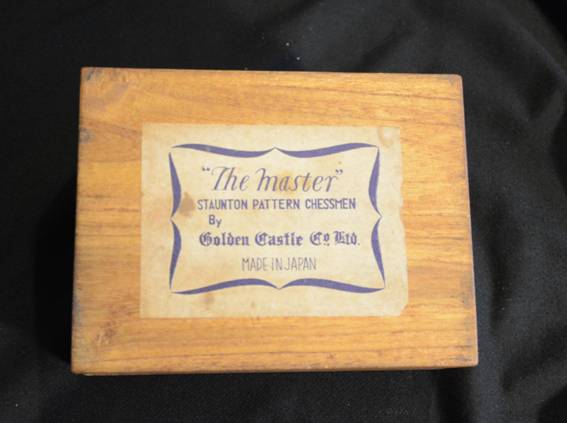 "The master"
STAUNTON PATTERN CHESSMEN
By
Golden Castle Co Ltd.
MADE IN JAPAN